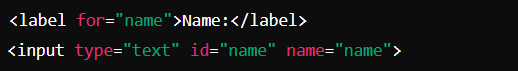 <label for="name">Name:</label>
<input type="text" id="name" name="name">